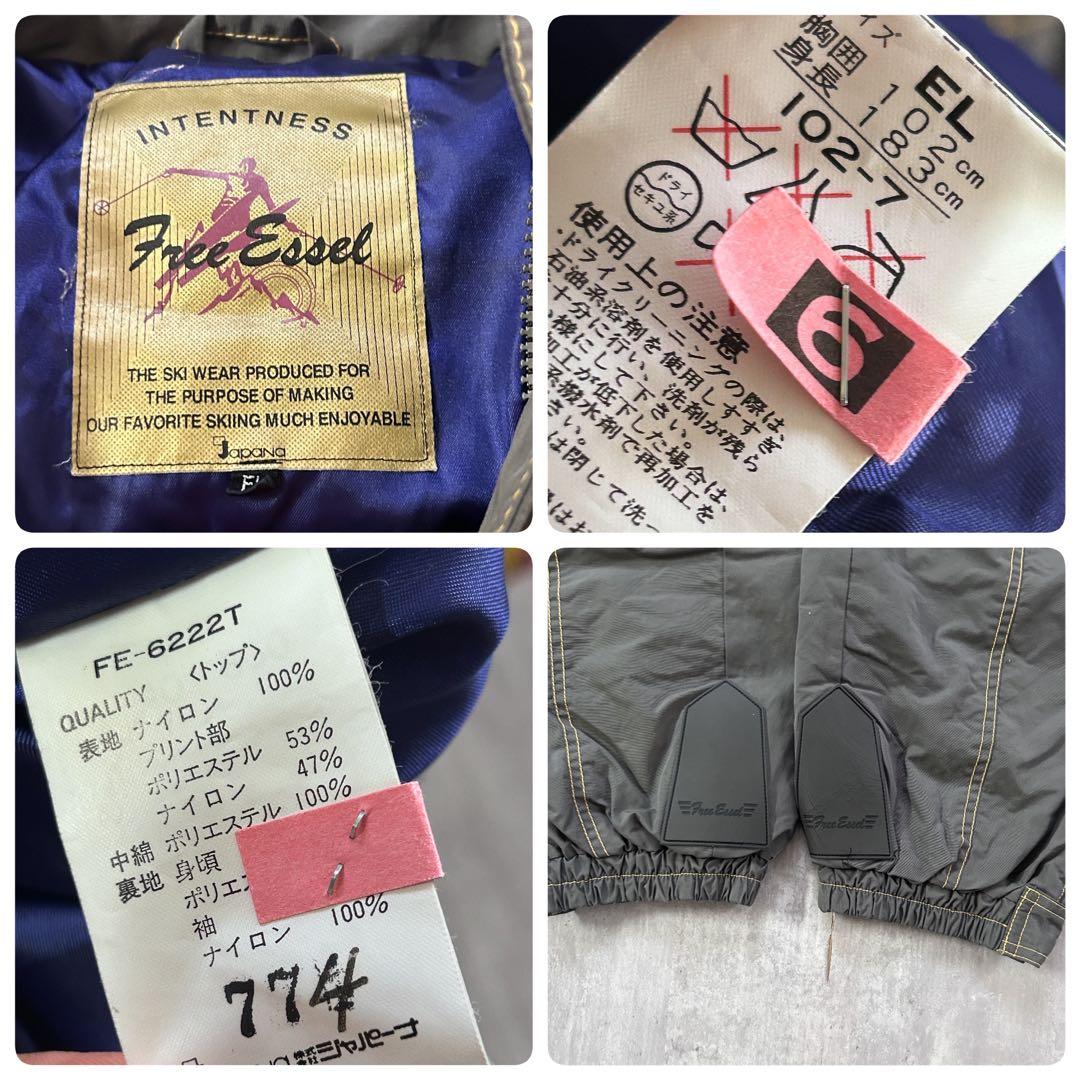 INTENTNESS
Free Essel
THE SKI WEAR PRODUCED FOR
THE PURPOSE OF MAKING
OUR FAVORITE SKIING MUCH ENJOYABLE
Japana
イズ EL
胸囲 102cm
身長 183cm
102-7
ドライ
セキユ系
6
使用上の注意
・ドライクリーニングの際は、
石油系溶剤を使用しすすぎ
十分に行い、洗剤が残ら
様にして下さい。
加工が低下した場合は、
系撥水剤で再加工を
い。
は閉じて洗っ
はお
FE-6222T
〈トップ〉
QUALITY
表地 ナイロン 100%
プリント部
ポリエステル 53%
ナイロン 47%
中綿 ポリエステル 100%
裏地 身頃
ポリエス
袖
ナイロン 100%
774
株式会社 ジャパーナ
Free Essel
Free Essel